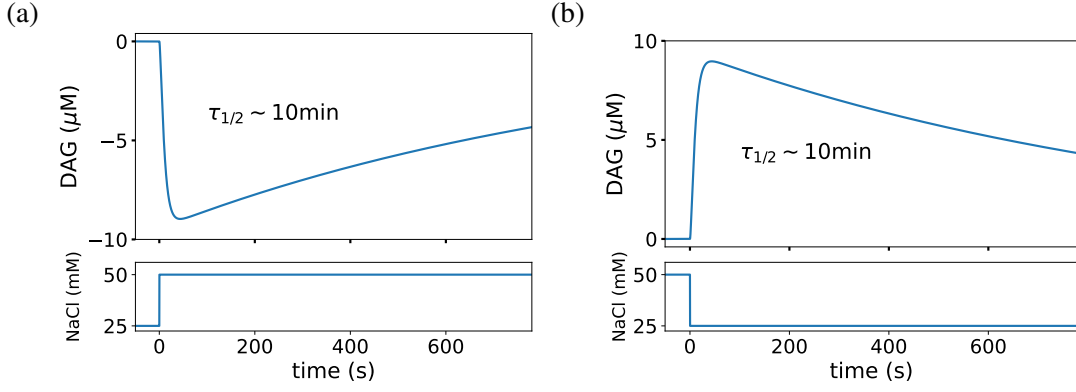 (a)
0
−5
−10
DAG (μM)
τ1/2 ~ 10min
50
25
NaCl (mM)
0 200 400 600
time (s)
(b)
10
5
0
DAG (μM)
τ1/2 ~ 10min
50
25
NaCl (mM)
0 200 400 600
time (s)